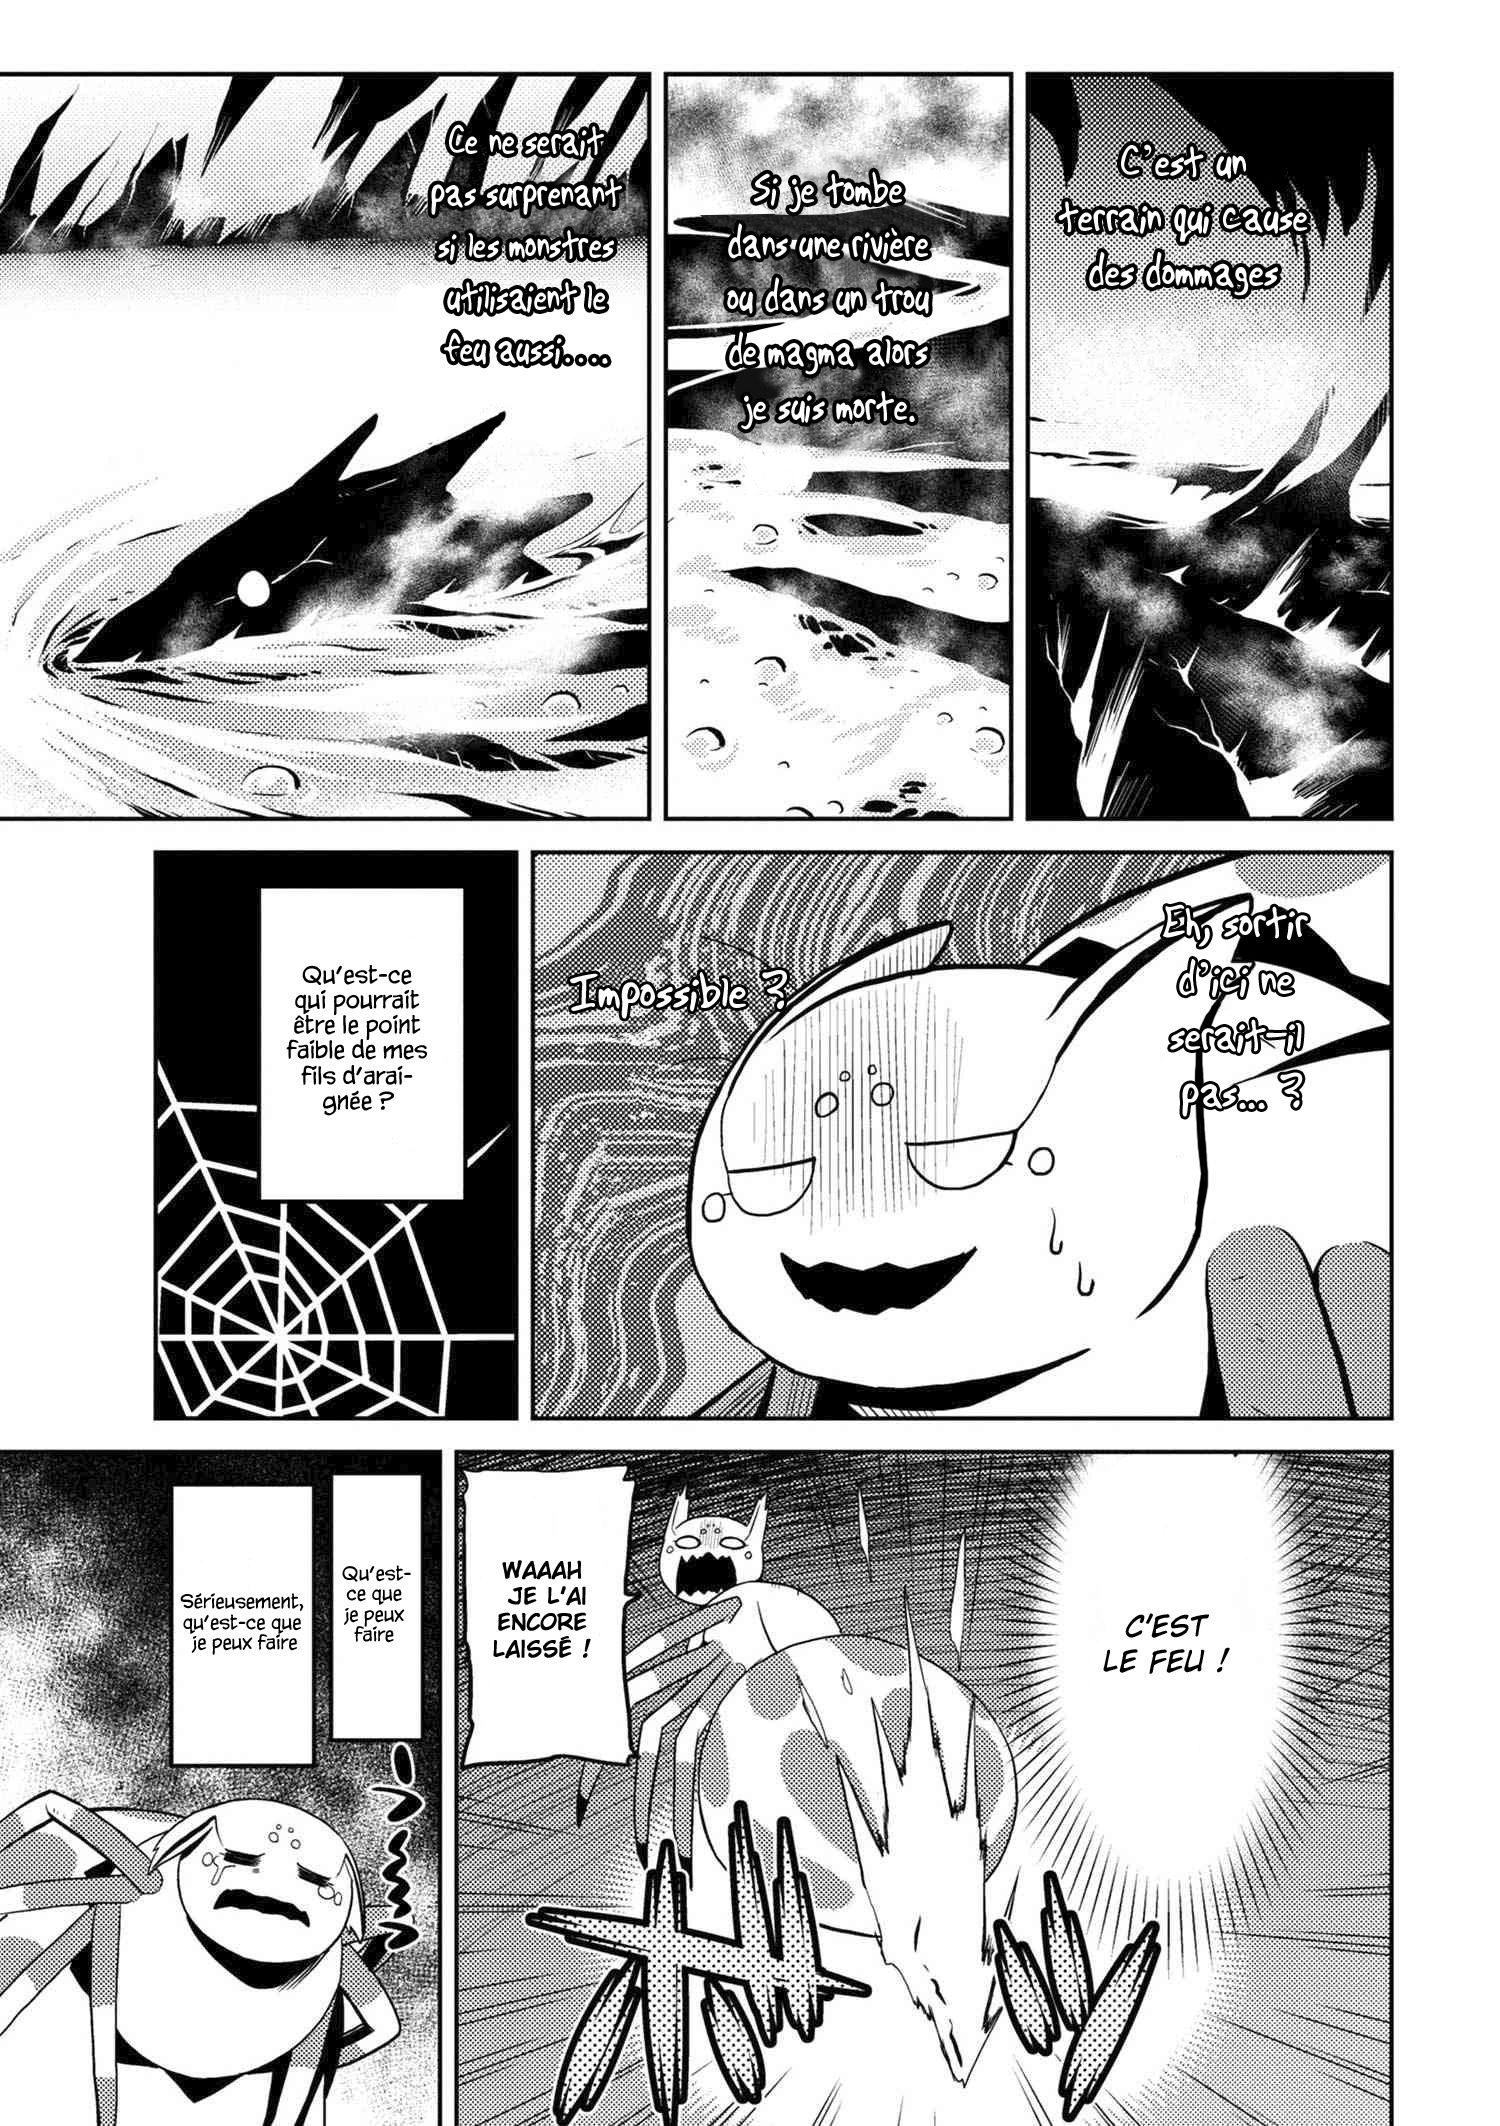 C'est un
terrain qui cause
des dommages
Si je tombe
dans une rivière
ou dans un trou
de magma alors
je suis morte.
Ce ne serait
pas surprenant
si les monstres
utilisaient le
feu aussi....
Eh, sortir
d'ici ne
serait-il
pas... ?
Impossible ?
Qu'est-ce
qui pourrait
être le point
faible de mes
fils d'arai-
gnée ?
C'EST
LE FEU !
WAAAH
JE L'AI
ENCORE
LAISSÉ !
Qu'est-
ce que
je peux
faire
Sérieusement,
qu'est-ce que
je peux faire